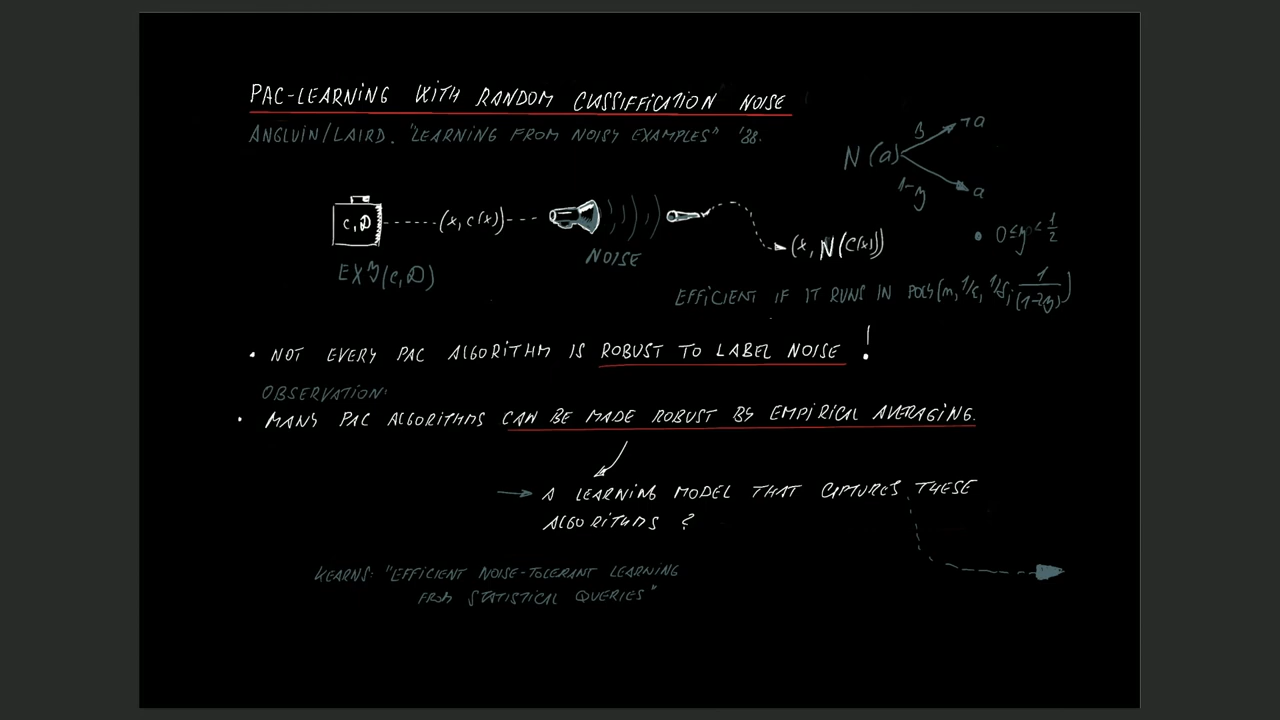 PAC-LEARNING WITH RANDOM CLASSIFFICATION NOISE
ANGLUIN/LAIRD. "LEARNING FROM NOISY EXAMPLES" '88.
N(a) η ¬a
1-η a
c, D (x, c(x))
• 0 ≤ η < 1/2
NOISE (x, N(c(x)))
EX^η(c, D)
EFFICIENT IF IT RUNS IN POLY(n, 1/ε, 1/δ; 1/(1-2η))
• NOT EVERY PAC ALGORITHM IS ROBUST TO LABEL NOISE !
OBSERVATION:
• MANY PAC ALGORITHMS CAN BE MADE ROBUST BY EMPIRICAL AVERAGING.
→ A LEARNING MODEL THAT CAPTURES THESE
ALGORITHMS ?
KEARNS: "EFFICIENT NOISE-TOLERANT LEARNING
FROM STATISTICAL QUERIES"